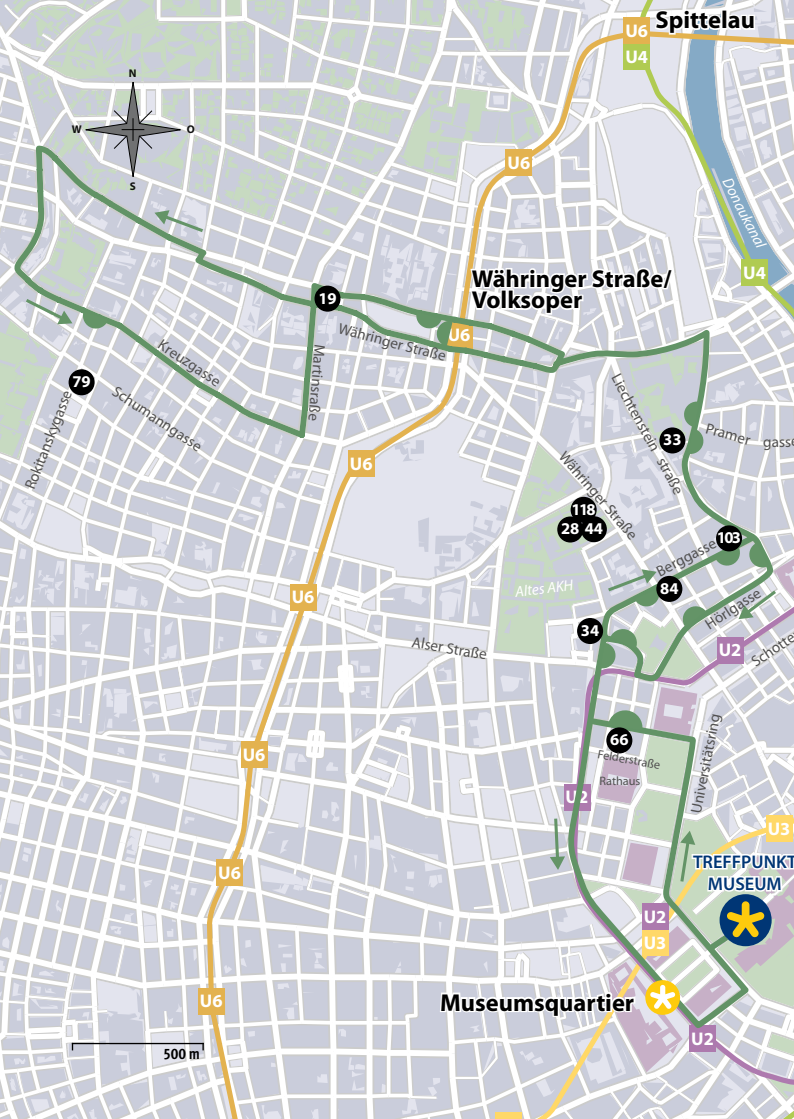 Spittelau
U6
U4
N
W
O
S
U6
Donaukanal
U4
Währinger Straße/
Volksoper
19
U6
Währinger Straße
Kreuzgasse
Martinsraße
79
Schumanngasse
Rokitanskygasse
Liechtenstein straße
33
Pramer gasse
U6
Währinger Straße
118
28
44
103
Berggasse
84
Altes AKH
U6
Hörlgasse
34
U2
Alser Straße
66
Felderstraße
Rathaus
Universitätsring
U6
U2
U3
TREFFPUNKT
MUSEUM
U6
U2
U3
U6
Museumsquartier
U2
500 m